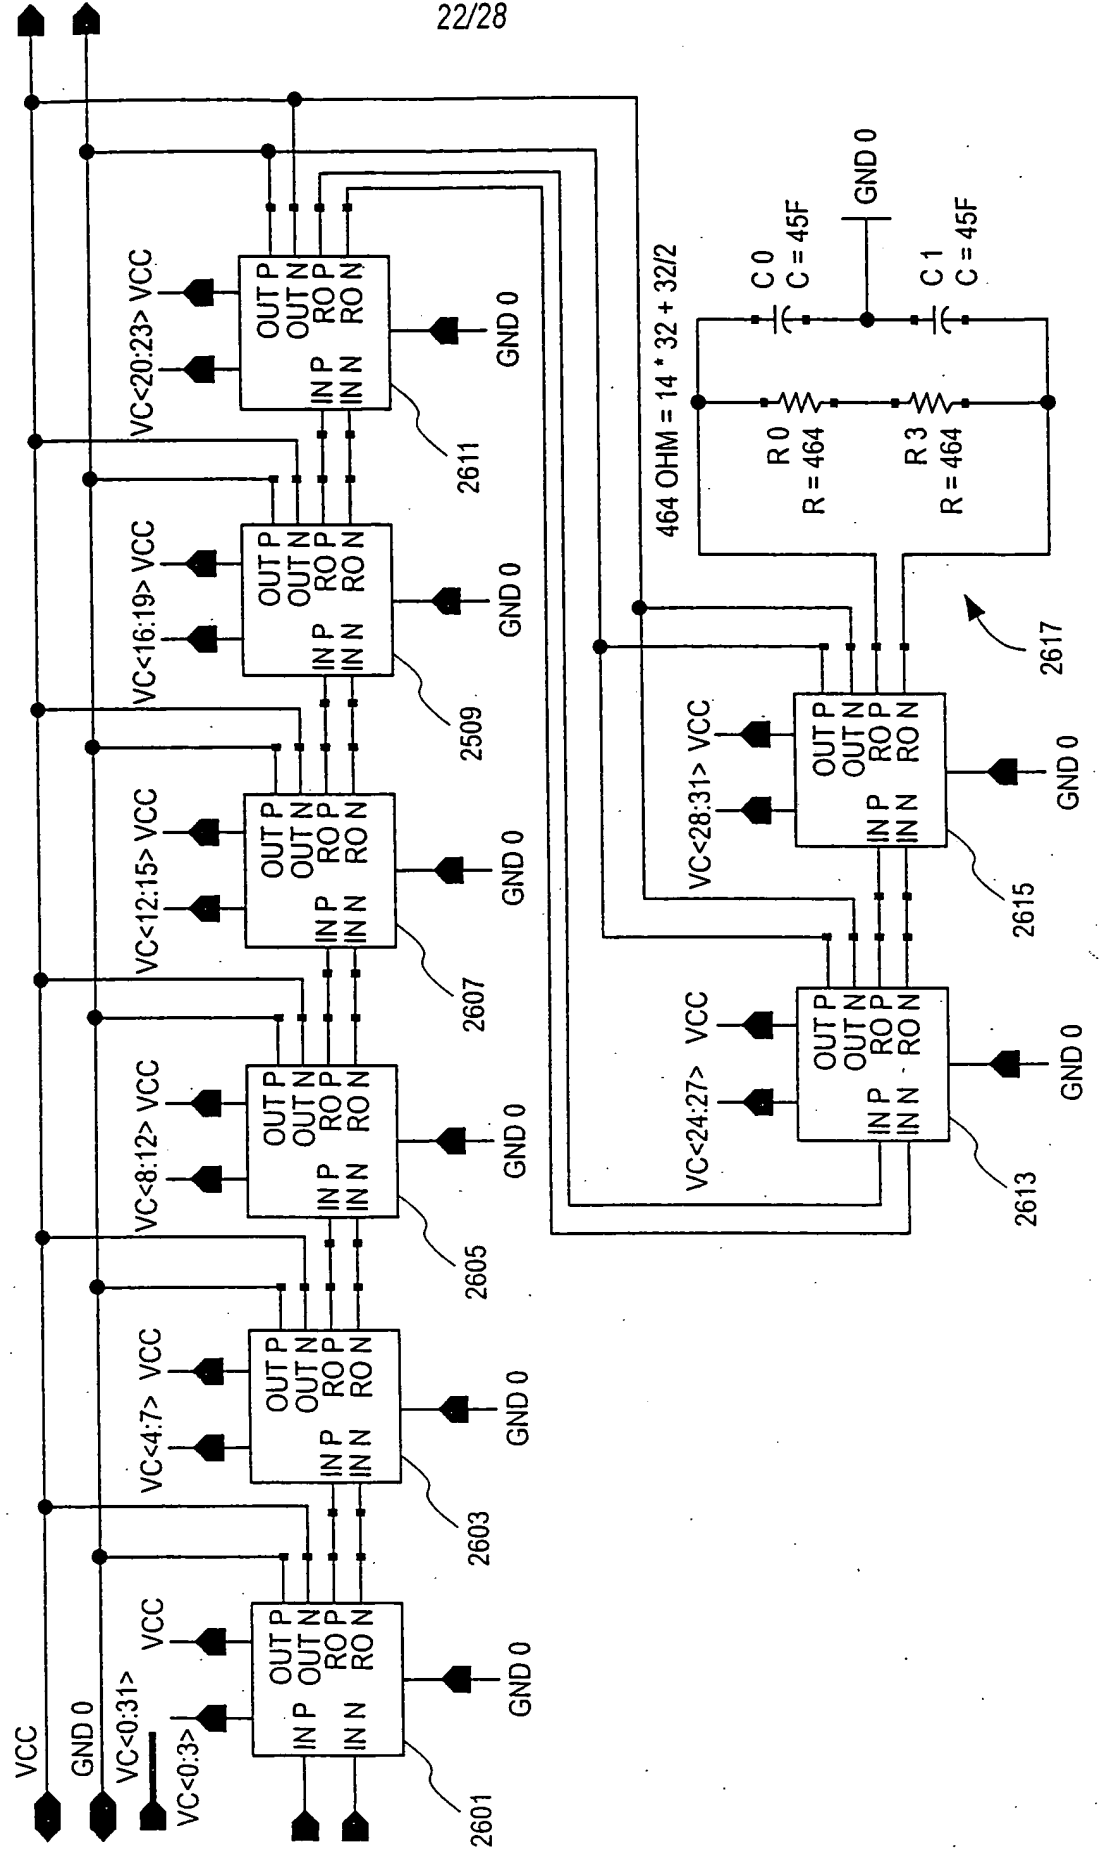 22/28
VCC
GND 0
VC<0:31>
VC<0:3>
VCC
IN P
IN N
OUT P
OUT N
RO P
RO N
GND 0
2601
VC<4:7>
VCC
IN P
IN N
OUT P
OUT N
RO P
RO N
GND 0
2603
VC<8:12>
VCC
IN P
IN N
OUT P
OUT N
RO P
RO N
GND 0
2605
VC<12:15>
VCC
IN P
IN N
OUT P
OUT N
RO P
RO N
GND 0
2607
VC<16:19>
VCC
IN P
IN N
OUT P
OUT N
RO P
RO N
GND 0
2509
VC<20:23>
VCC
IN P
IN N
OUT P
OUT N
RO P
RO N
GND 0
2611
VC<24:27>
VCC
IN P
IN N
OUT P
OUT N
RO P
RO N
GND 0
2613
VC<28:31>
VCC
IN P
IN N
OUT P
OUT N
RO P
RO N
GND 0
2615
464 OHM = 14 * 32 + 32/2
R 0
R = 464
R 3
R = 464
C 0
C = 45F
C 1
C = 45F
GND 0
2617